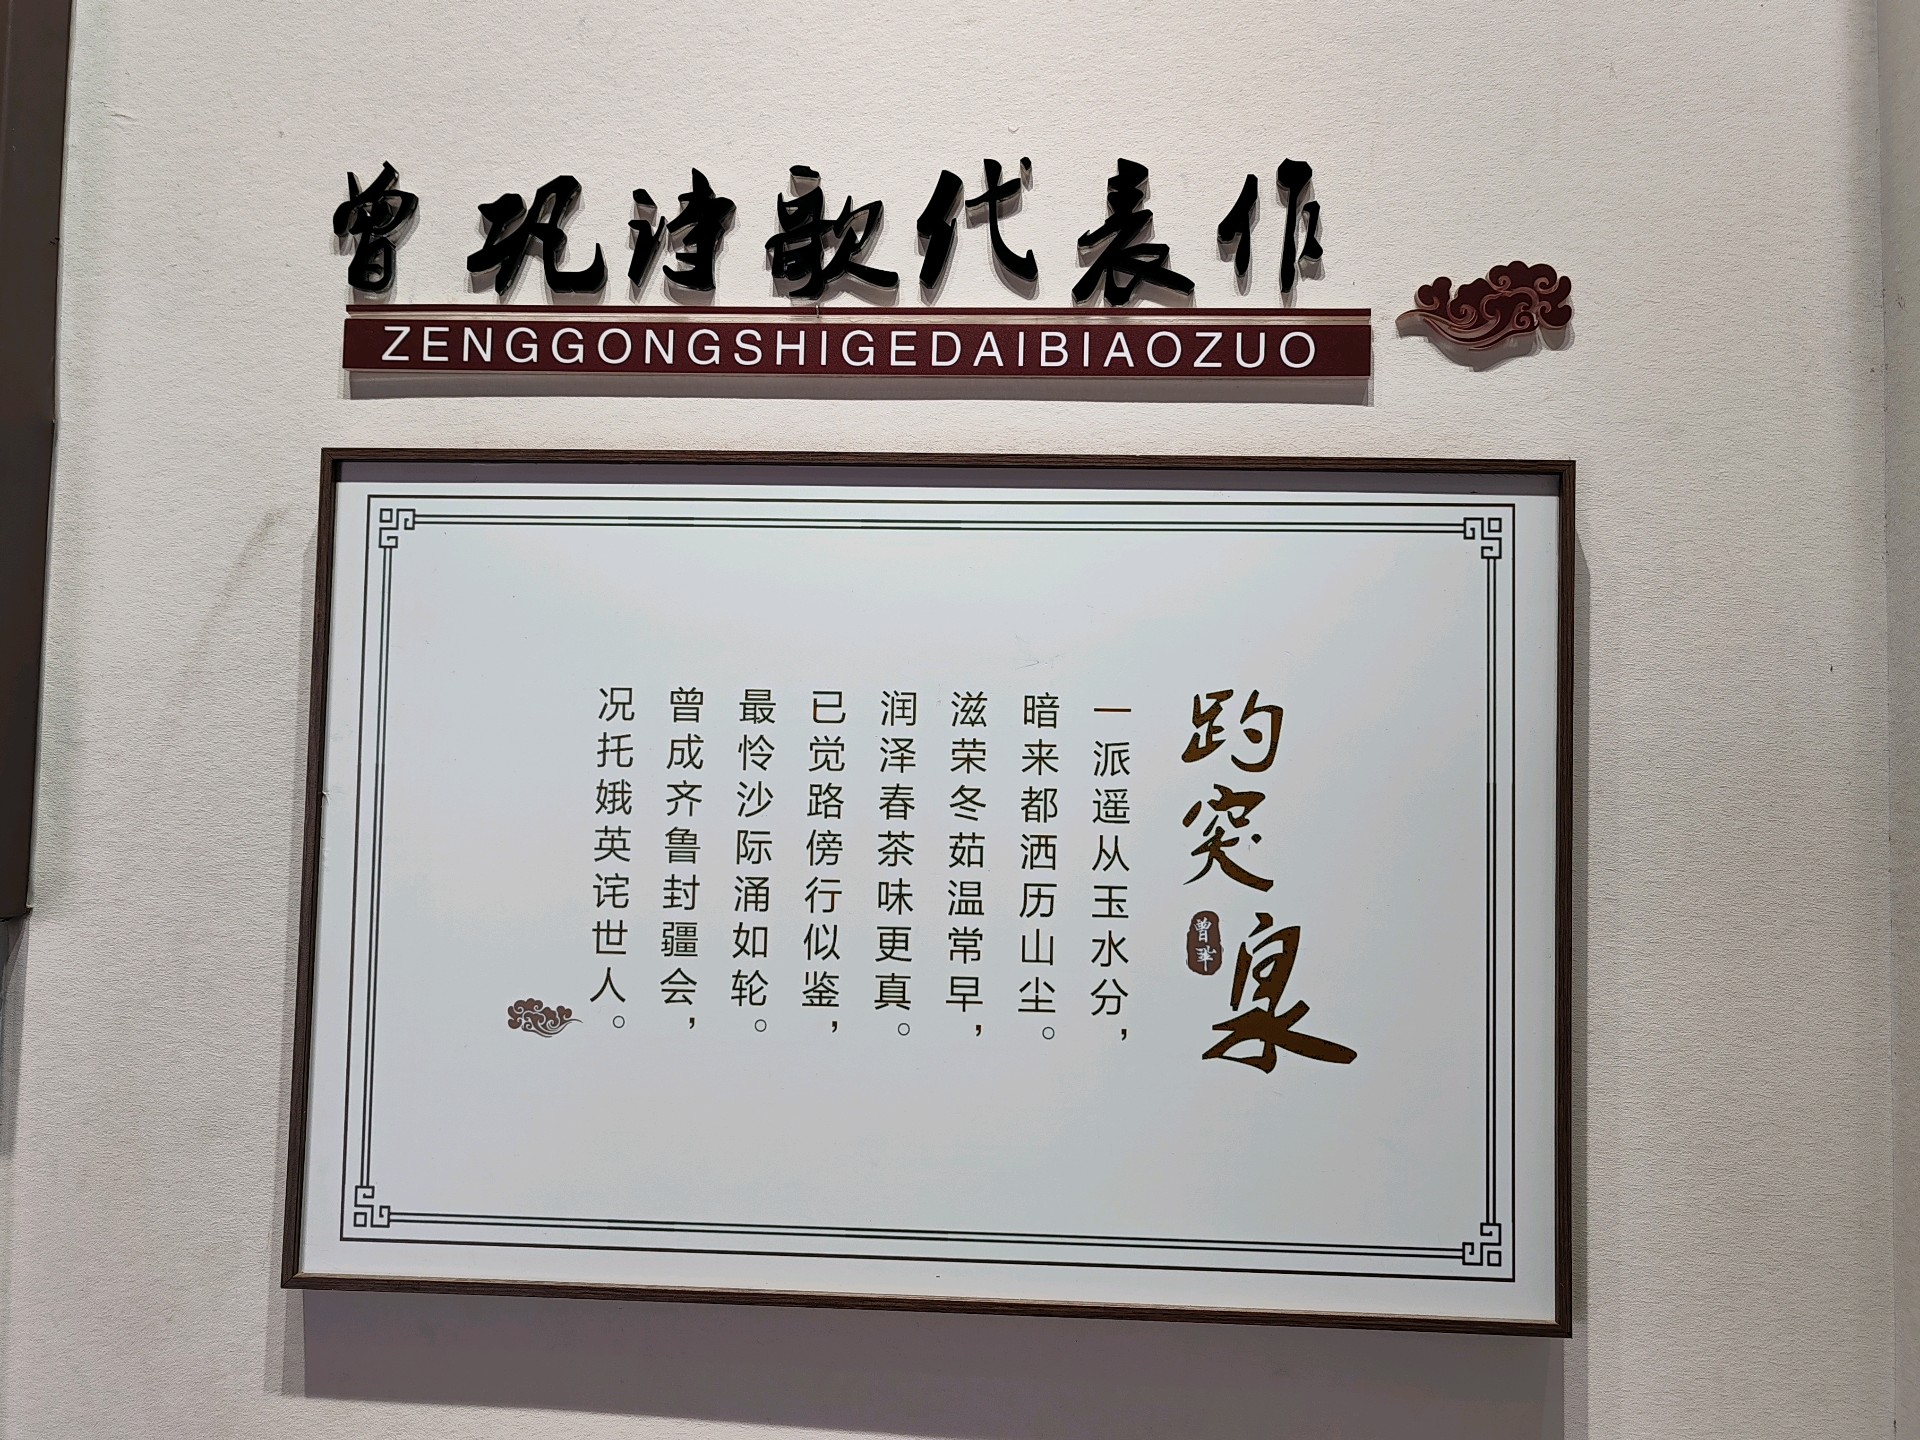 曾巩诗歌代表作
ZENGGONGSHIGEDAIBIAOZUO
趵突泉
曾巩
一派遥从玉水分，
暗来都洒历山尘。
滋荣冬茹温常早，
润泽春茶味更真。
已觉路傍行似鉴，
最怜沙际涌如轮。
曾成齐鲁封疆会，
况托娥英诧世人。